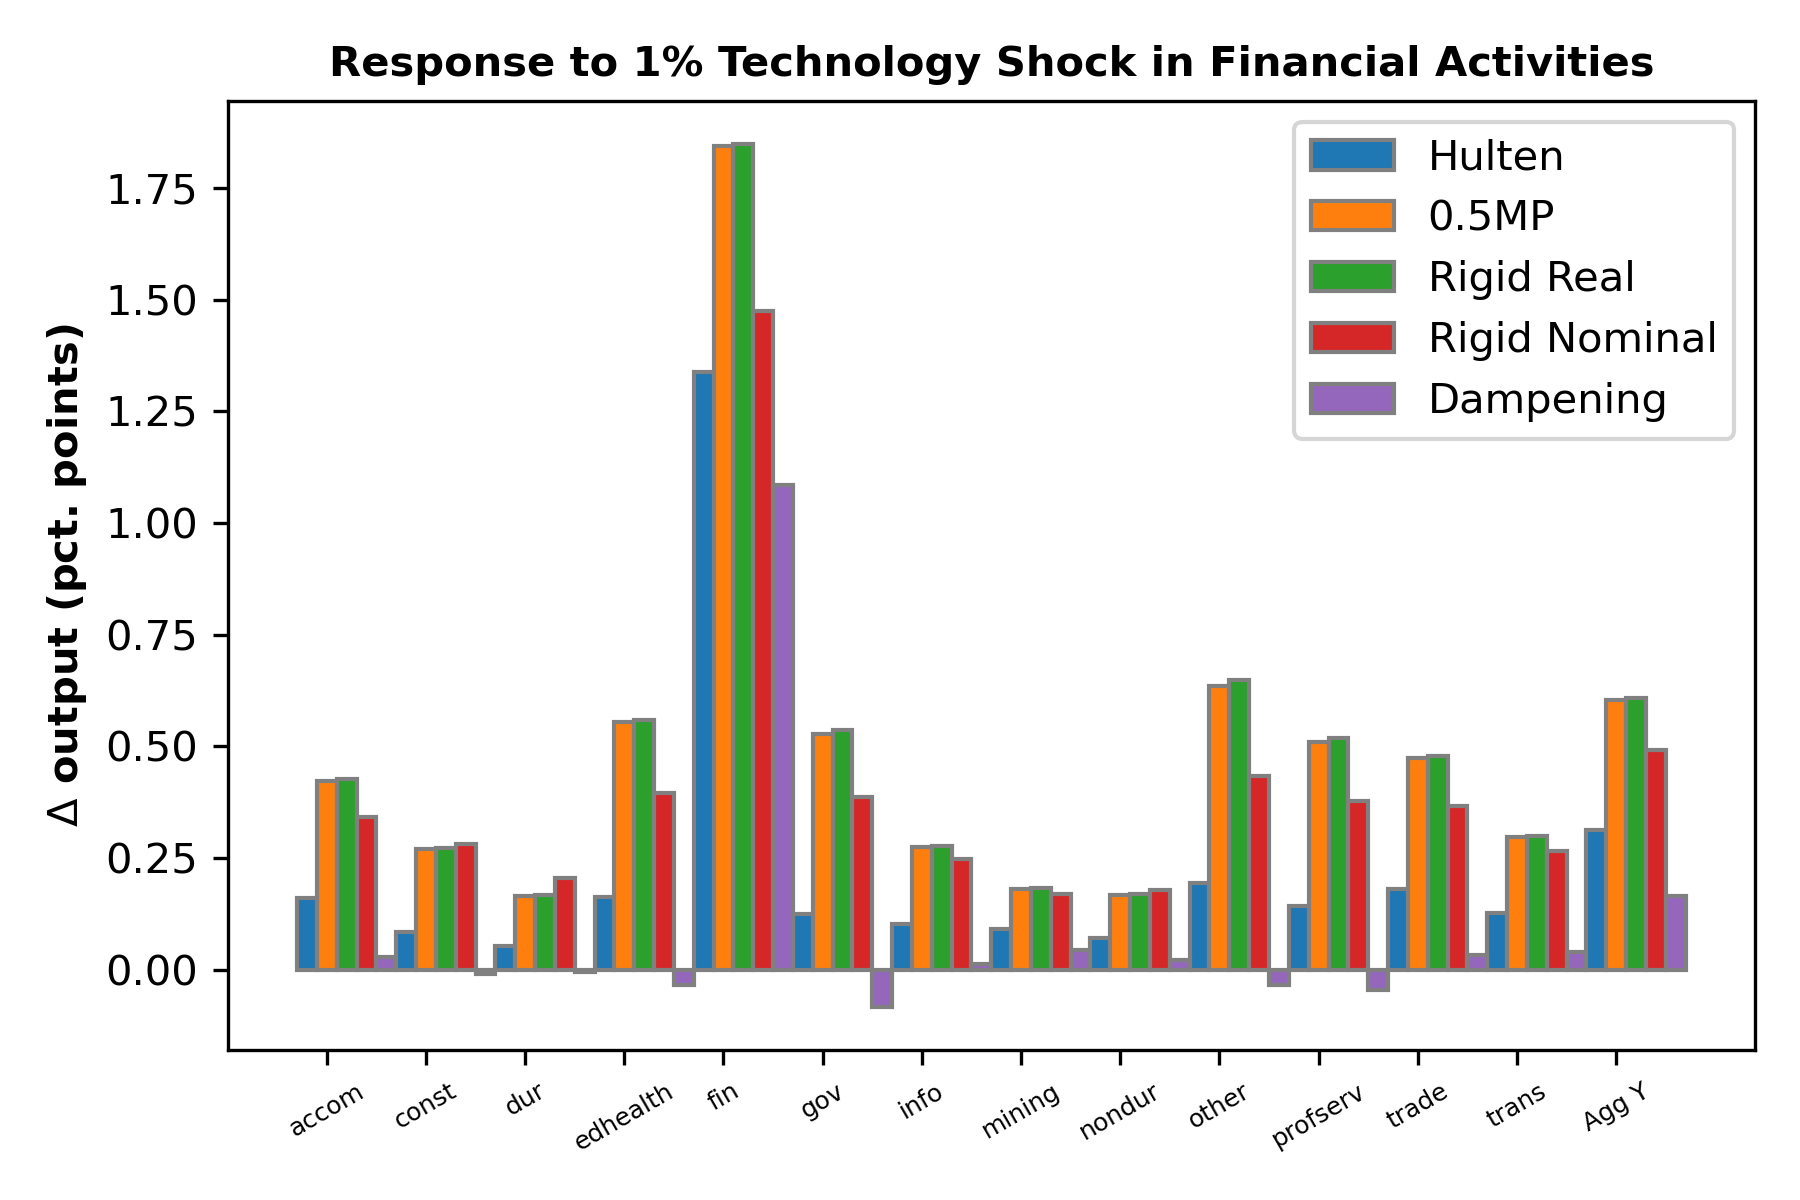 Response to 1% Technology Shock in Financial Activities
Δ output (pct. points)
1.75
1.50
1.25
1.00
0.75
0.50
0.25
0.00
Hulten
0.5MP
Rigid Real
Rigid Nominal
Dampening
accom
const
dur
edhealth
fin
gov
info
mining
nondur
other
profserv
trade
trans
Agg Y